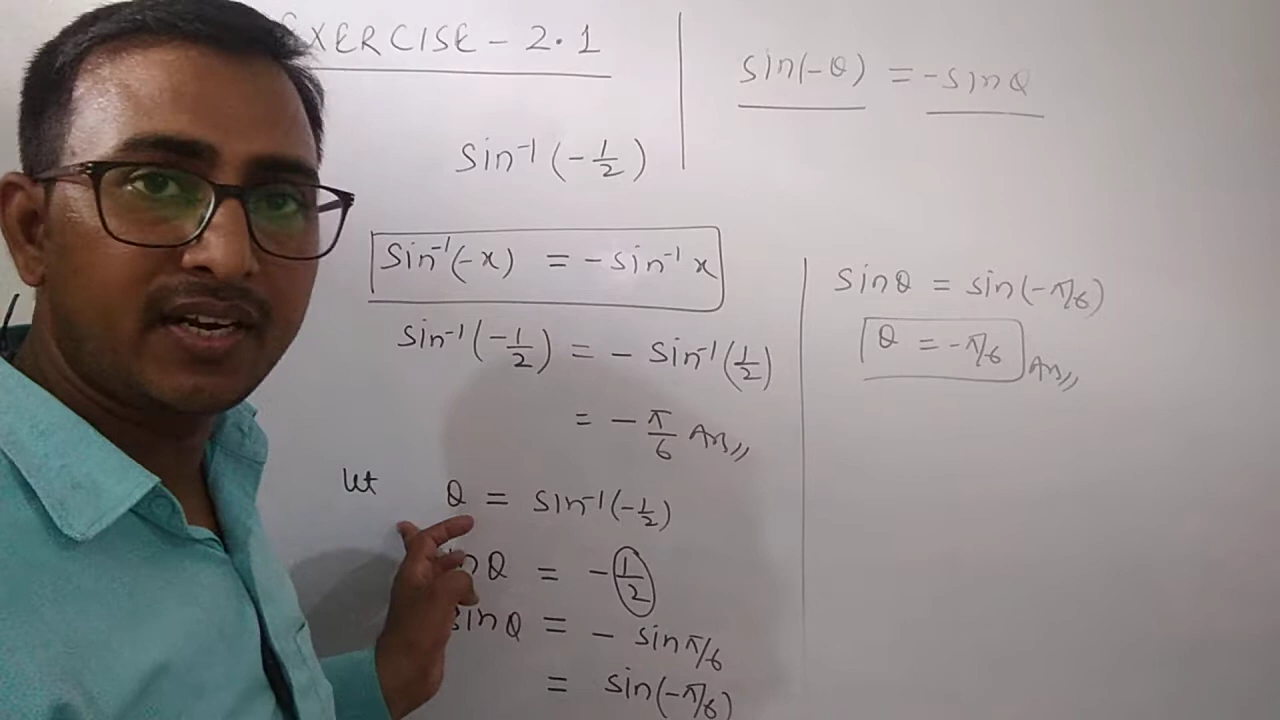 EXERCISE - 2.1
sin(-θ) = -sinθ
sin⁻¹(-1/2)
sin⁻¹(-x) = -sin⁻¹x
sin⁻¹(-1/2) = - sin⁻¹(1/2)
= - π/6 Ans,,
let θ = sin⁻¹(-1/2)
sinθ = -1/2
sinθ = - sinπ/6
= sin(-π/6)
sinθ = sin(-π/6)
θ = -π/6 Ans,,